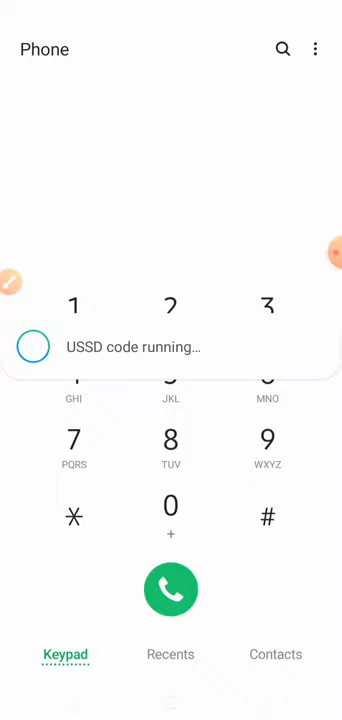 Phone
1 2 3
USSD code running...
GHI JKL MNO
7 8 9
PQRS TUV WXYZ
* 0 #
+
Keypad Recents Contacts